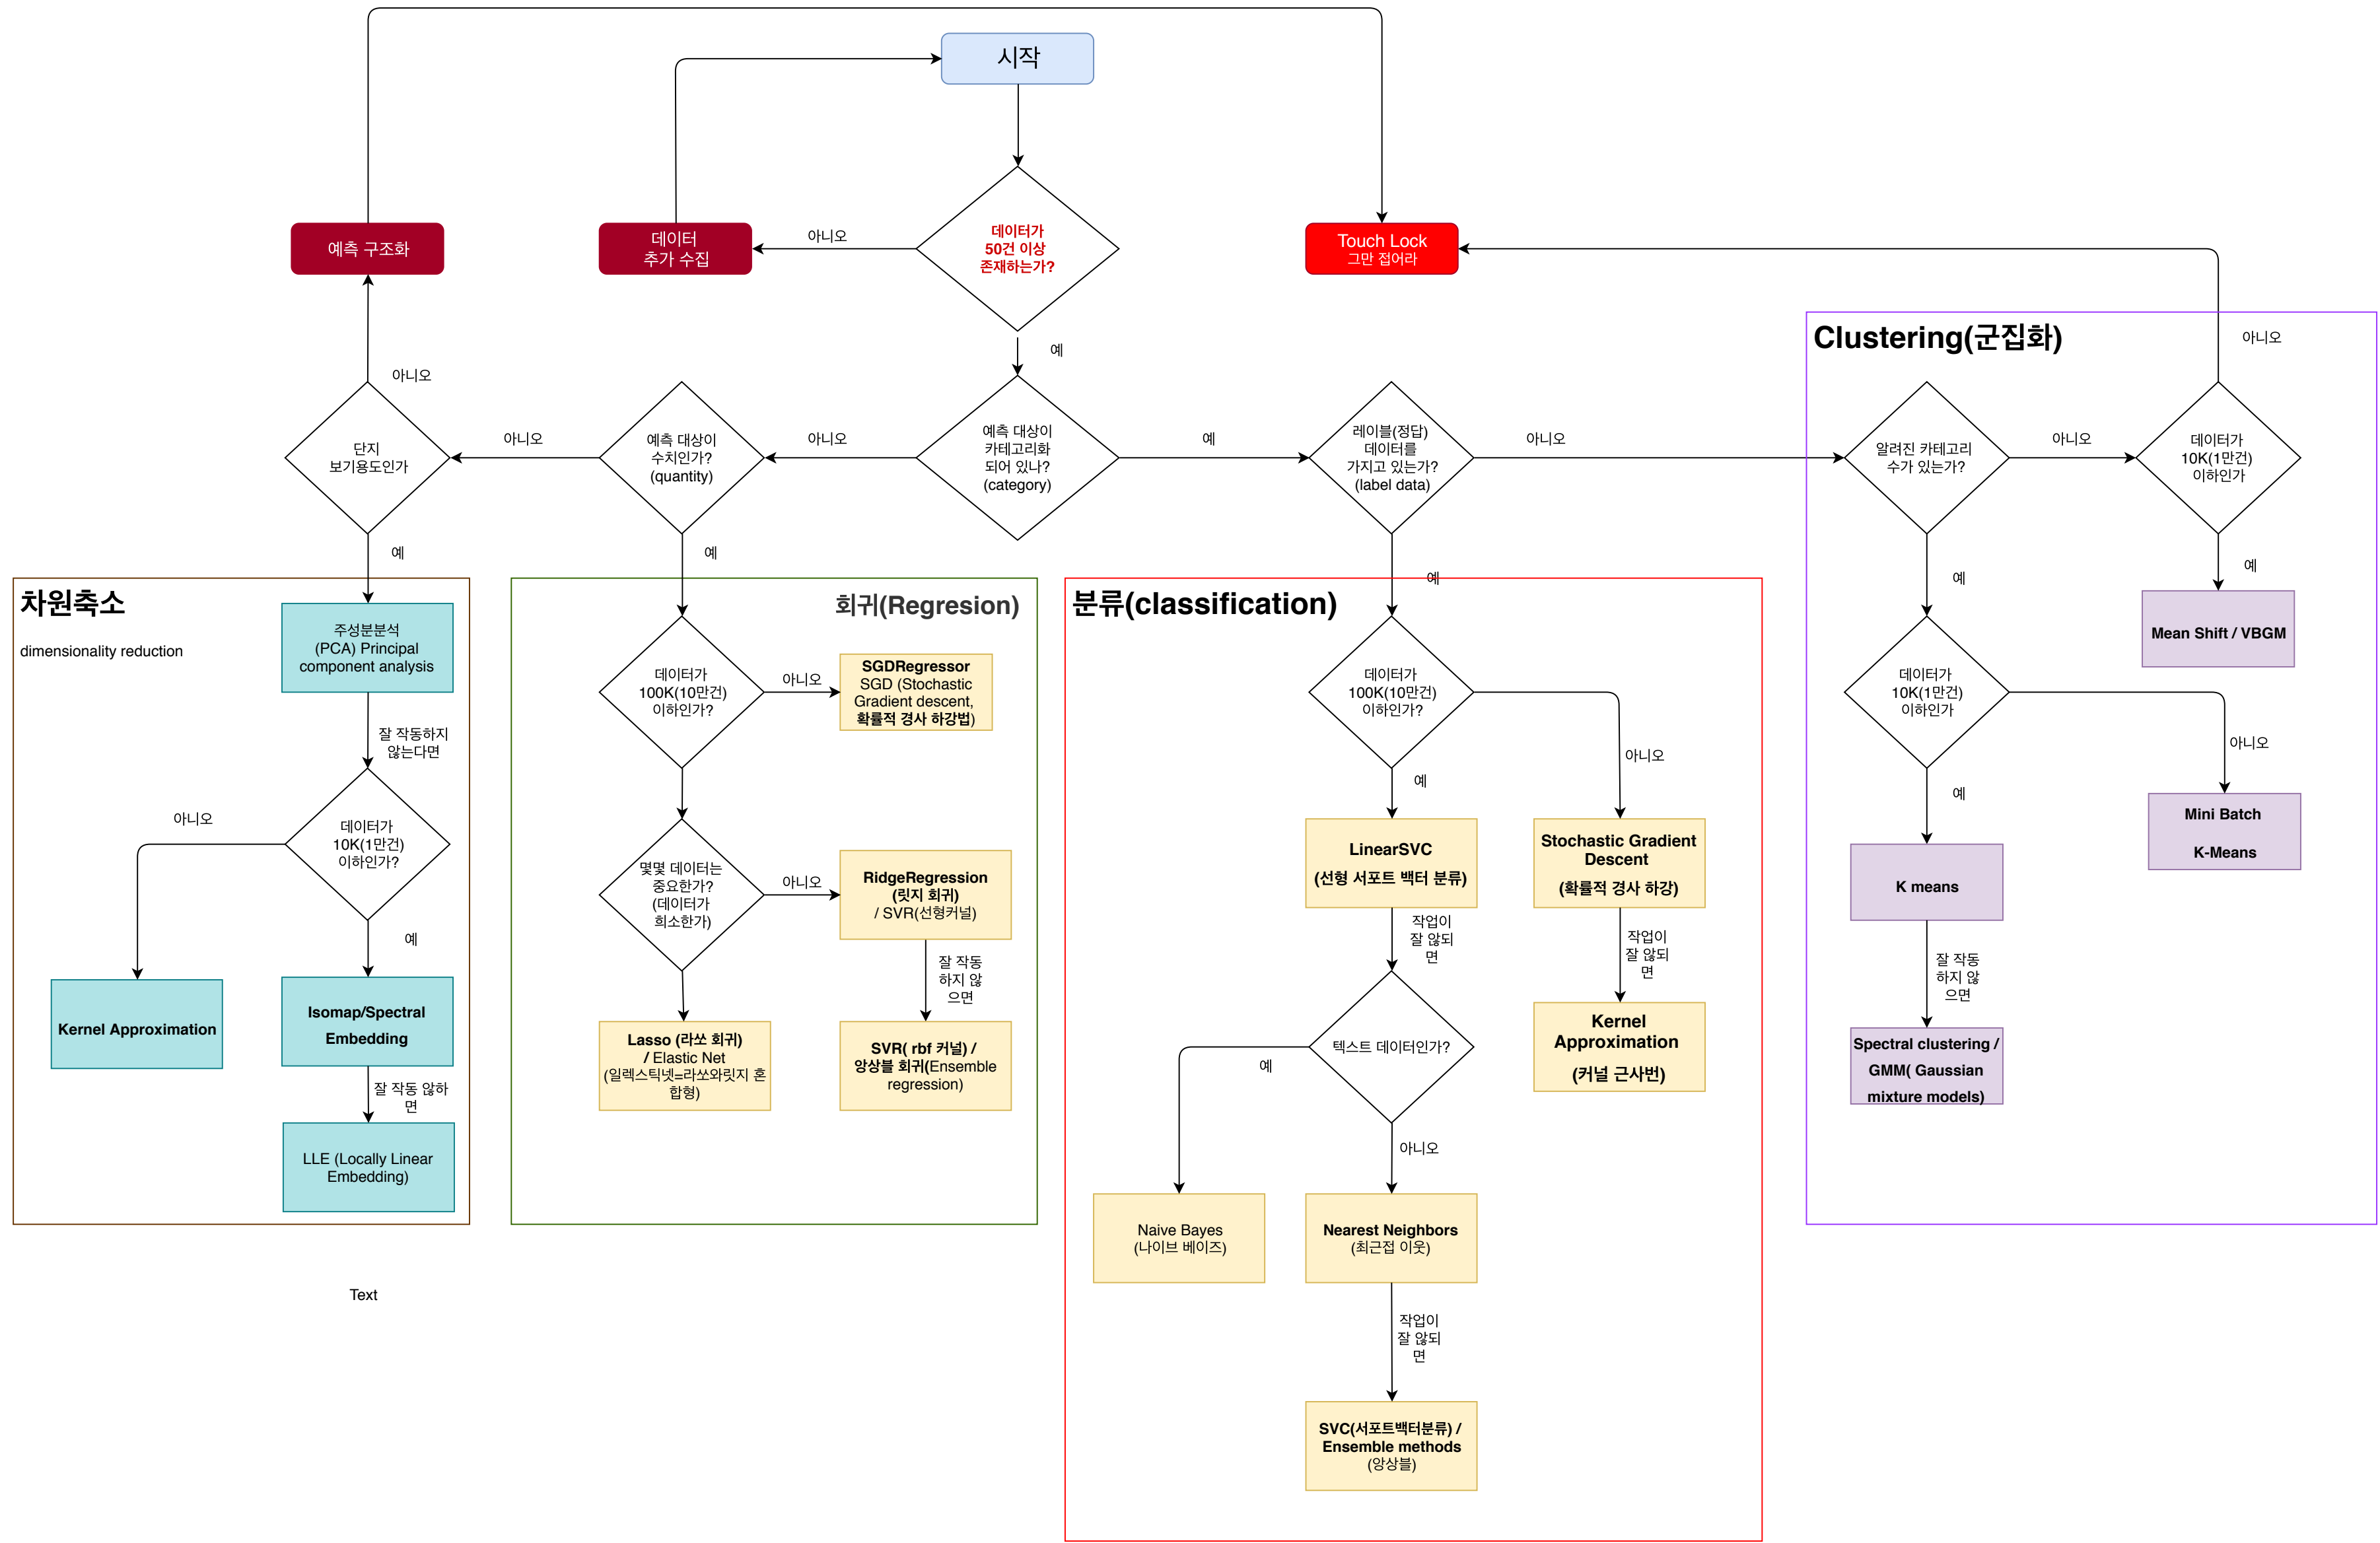 시작
예측 구조화
데이터
추가 수집
아니오
데이터가
50건 이상
존재하는가?
Touch Lock
그만 접어라
예
Clustering(군집화)
아니오
아니오
단지
보기용도인가
아니오
예측 대상이
수치인가?
(quantity)
아니오
예측 대상이
카테고리화
되어 있나?
(category)
예
레이블(정답)
데이터를
가지고 있는가?
(label data)
아니오
알려진 카테고리
수가 있는가?
아니오
데이터가
10K(1만건)
이하인가
예
예
예
예
예
차원축소
dimensionality reduction
주성분분석
(PCA) Principal
component analysis
잘 작동하지
않는다면
데이터가
10K(1만건)
이하인가?
아니오
예
Kernel Approximation
Isomap/Spectral
Embedding
잘 작동 않하
면
LLE (Locally Linear
Embedding)
회귀(Regresion)
데이터가
100K(10만건)
이하인가?
아니오
SGDRegressor
SGD (Stochastic
Gradient descent,
확률적 경사 하강법)
몇몇 데이터는
중요한가?
(데이터가
희소한가)
아니오
RidgeRegression
(릿지 회귀)
/ SVR(선형커널)
잘 작동
하지 않
으면
Lasso (라쏘 회귀)
/ Elastic Net
(일렉스틱넷=라쏘와릿지 혼
합형)
SVR( rbf 커널) /
앙상블 회귀(Ensemble
regression)
분류(classification)
데이터가
100K(10만건)
이하인가?
아니오
예
LinearSVC
(선형 서포트 백터 분류)
Stochastic Gradient
Descent
(확률적 경사 하강)
작업이
잘 않되
면
작업이
잘 않되
면
텍스트 데이터인가?
Kernel
Approximation
(커널 근사번)
예
아니오
Naive Bayes
(나이브 베이즈)
Nearest Neighbors
(최근접 이웃)
작업이
잘 않되
면
SVC(서포트백터분류) /
Ensemble methods
(앙상블)
Mean Shift / VBGM
데이터가
10K(1만건)
이하인가
아니오
예
Mini Batch
K-Means
K means
잘 작동
하지 않
으면
Spectral clustering /
GMM( Gaussian
mixture models)
Text